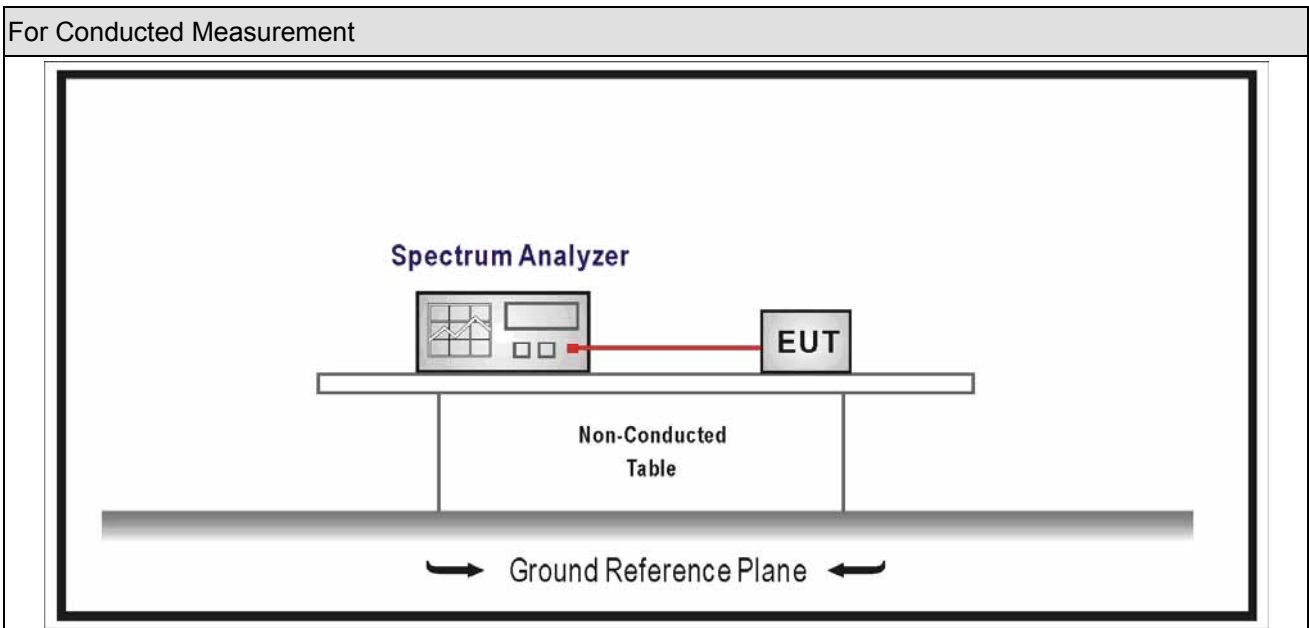 For Conducted Measurement
Spectrum Analyzer
EUT
Non-Conducted
Table
Ground Reference Plane